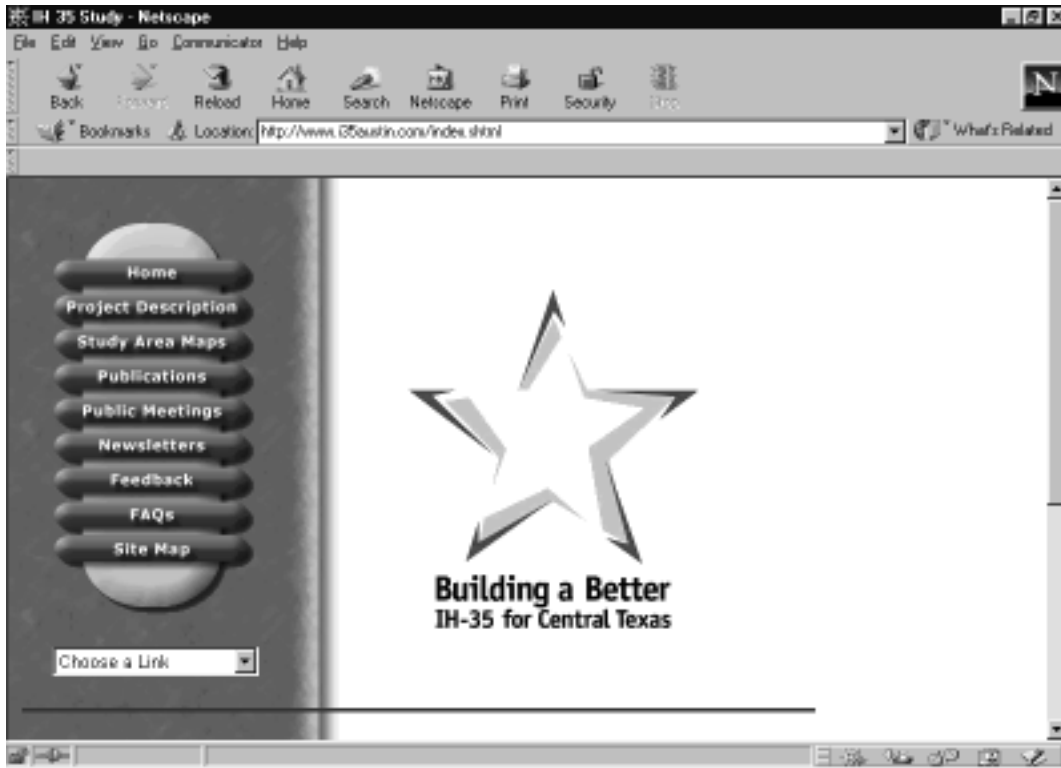 IH 35 Study - Netscape
File Edit View Go Communicator Help
Back Forward Reload Home Search Netscape Print Security Stop
N
Bookmarks Location: http://www.i35austin.com/index.shtml What's Related
Home
Project Description
Study Area Maps
Publications
Public Meetings
Newsletters
Feedback
FAQs
Site Map
Building a Better
IH-35 for Central Texas
Choose a Link